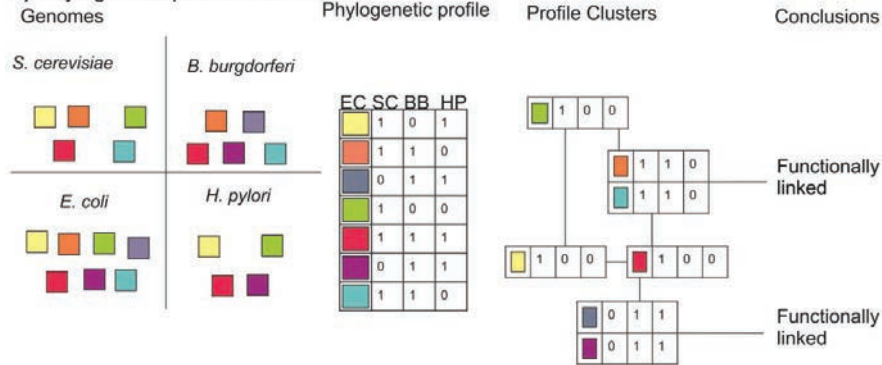 Genomes
Phylogenetic profile
Profile Clusters
Conclusions
S. cerevisiae
B. burgdorferi
E. coli
H. pylori
EC SC BB HP
1 0 1
1 1 0
0 1 1
1 0 0
1 1 1
0 1 1
1 1 0
1 0 0
1 1 0
1 1 0
Functionally
linked
1 0 0
1 0 0
0 1 1
0 1 1
Functionally
linked